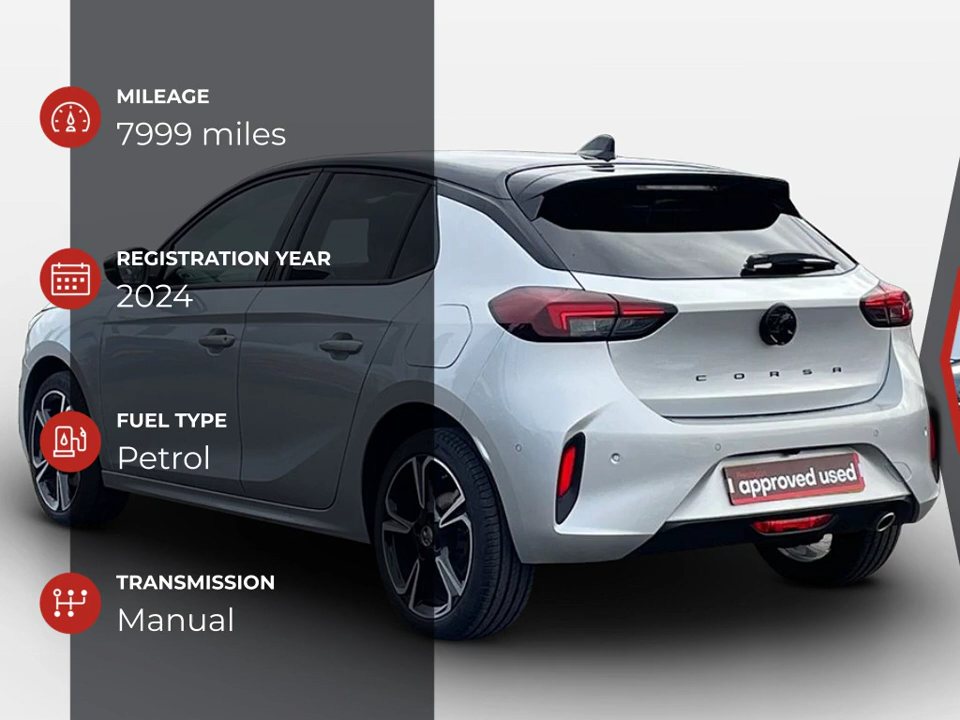 MILEAGE
7999 miles
REGISTRATION YEAR
2024
FUEL TYPE
Petrol
TRANSMISSION
Manual
CORSA
approved used